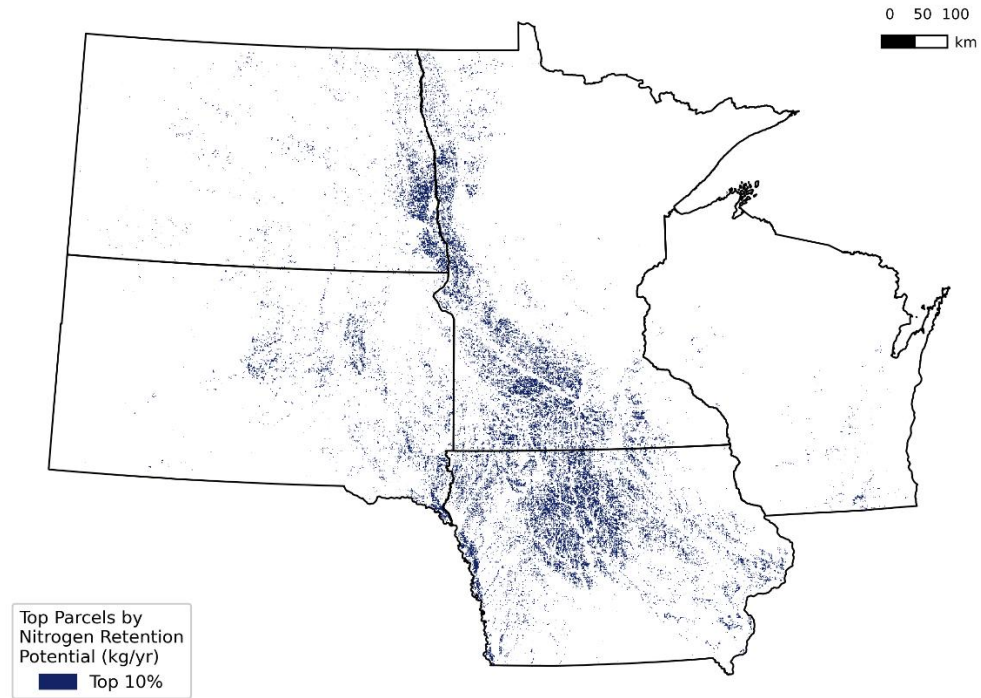 0 50 100
km
Top Parcels by
Nitrogen Retention
Potential (kg/yr)
Top 10%